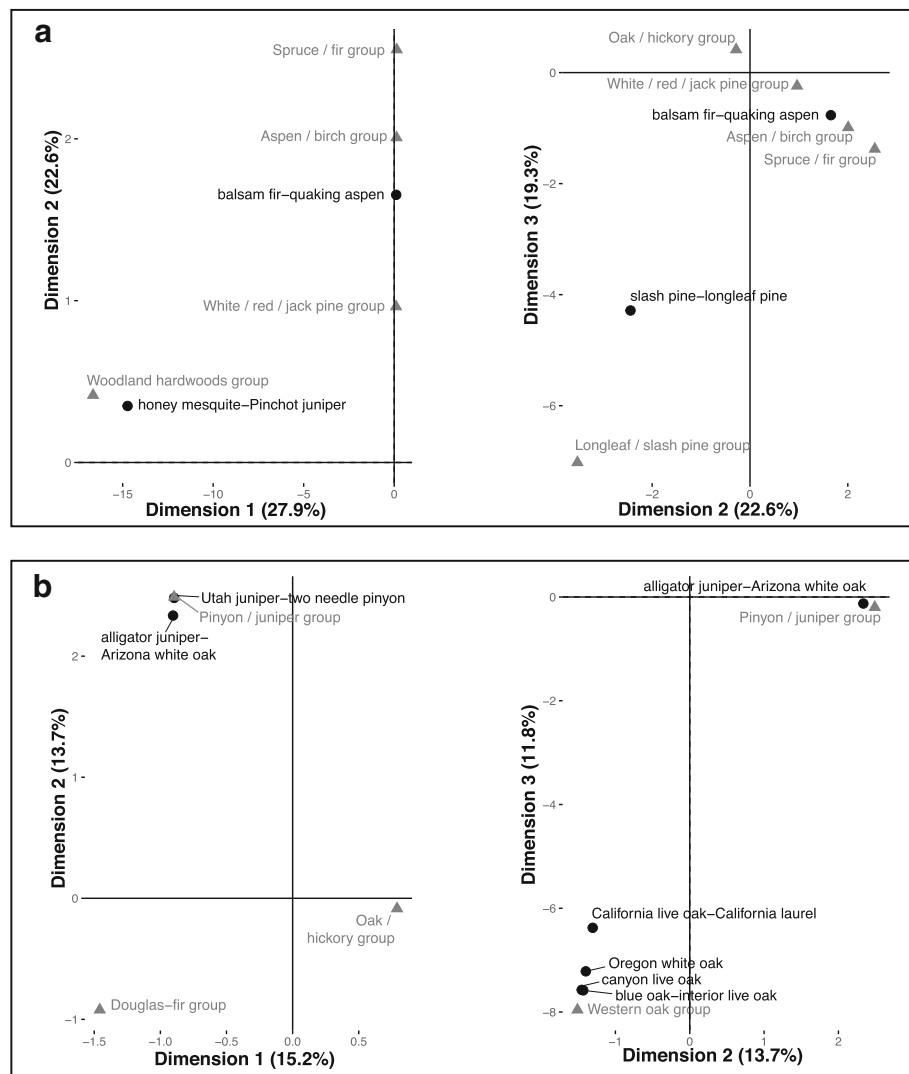 a
Spruce / fir group
Aspen / birch group
balsam fir–quaking aspen
White / red / jack pine group
Woodland hardwoods group
honey mesquite–Pinchot juniper
Dimension 2 (22.6%)
2
1
0
−15
−10
−5
0
Dimension 1 (27.9%)
Oak / hickory group
White / red / jack pine group
balsam fir–quaking aspen
Aspen / birch group
Spruce / fir group
slash pine–longleaf pine
Longleaf / slash pine group
Dimension 3 (19.3%)
0
−2
−4
−6
−2
0
2
Dimension 2 (22.6%)
b
Utah juniper–two needle pinyon
Pinyon / juniper group
alligator juniper–
Arizona white oak
Oak /
hickory group
Douglas–fir group
Dimension 2 (13.7%)
2
1
0
−1
−1.5
−1.0
−0.5
0.0
0.5
Dimension 1 (15.2%)
alligator juniper–Arizona white oak
Pinyon / juniper group
California live oak–California laurel
Oregon white oak
canyon live oak
blue oak–interior live oak
Western oak group
Dimension 3 (11.8%)
0
−2
−4
−6
−8
−1
0
1
2
Dimension 2 (13.7%)